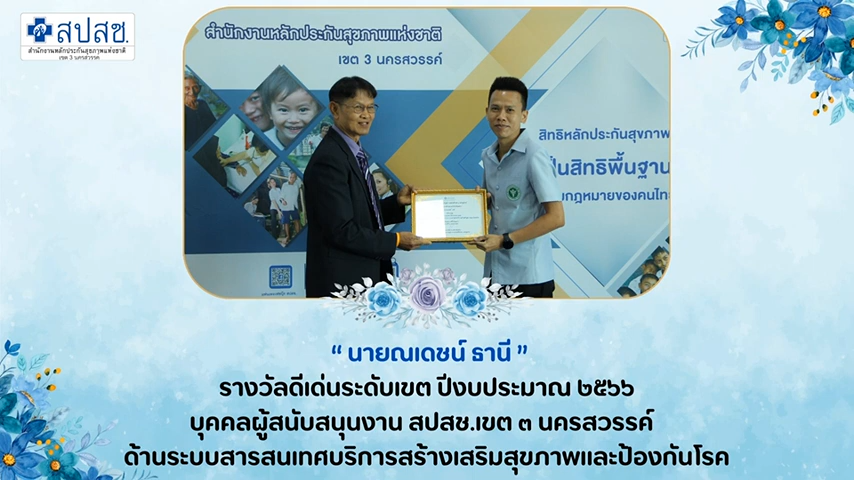 สปสช.
สำนักงานหลักประกันสุขภาพแห่งชาติ
เขต 3 นครสวรรค์
สำนักงานหลักประกันสุขภาพแห่งชาติ
เขต 3 นครสวรรค์
สิทธิหลักประกันสุขภาพ
ป็นสิทธิพื้นฐาน
มกฎหมายของคนไทย
“ นายณเดชน์ ธานี ”
รางวัลดีเด่นระดับเขต ปีงบประมาณ ๒๕๖๖
บุคคลผู้สนับสนุนงาน สปสช.เขต ๓ นครสวรรค์
ด้านระบบสารสนเทศบริการสร้างเสริมสุขภาพและป้องกันโรค